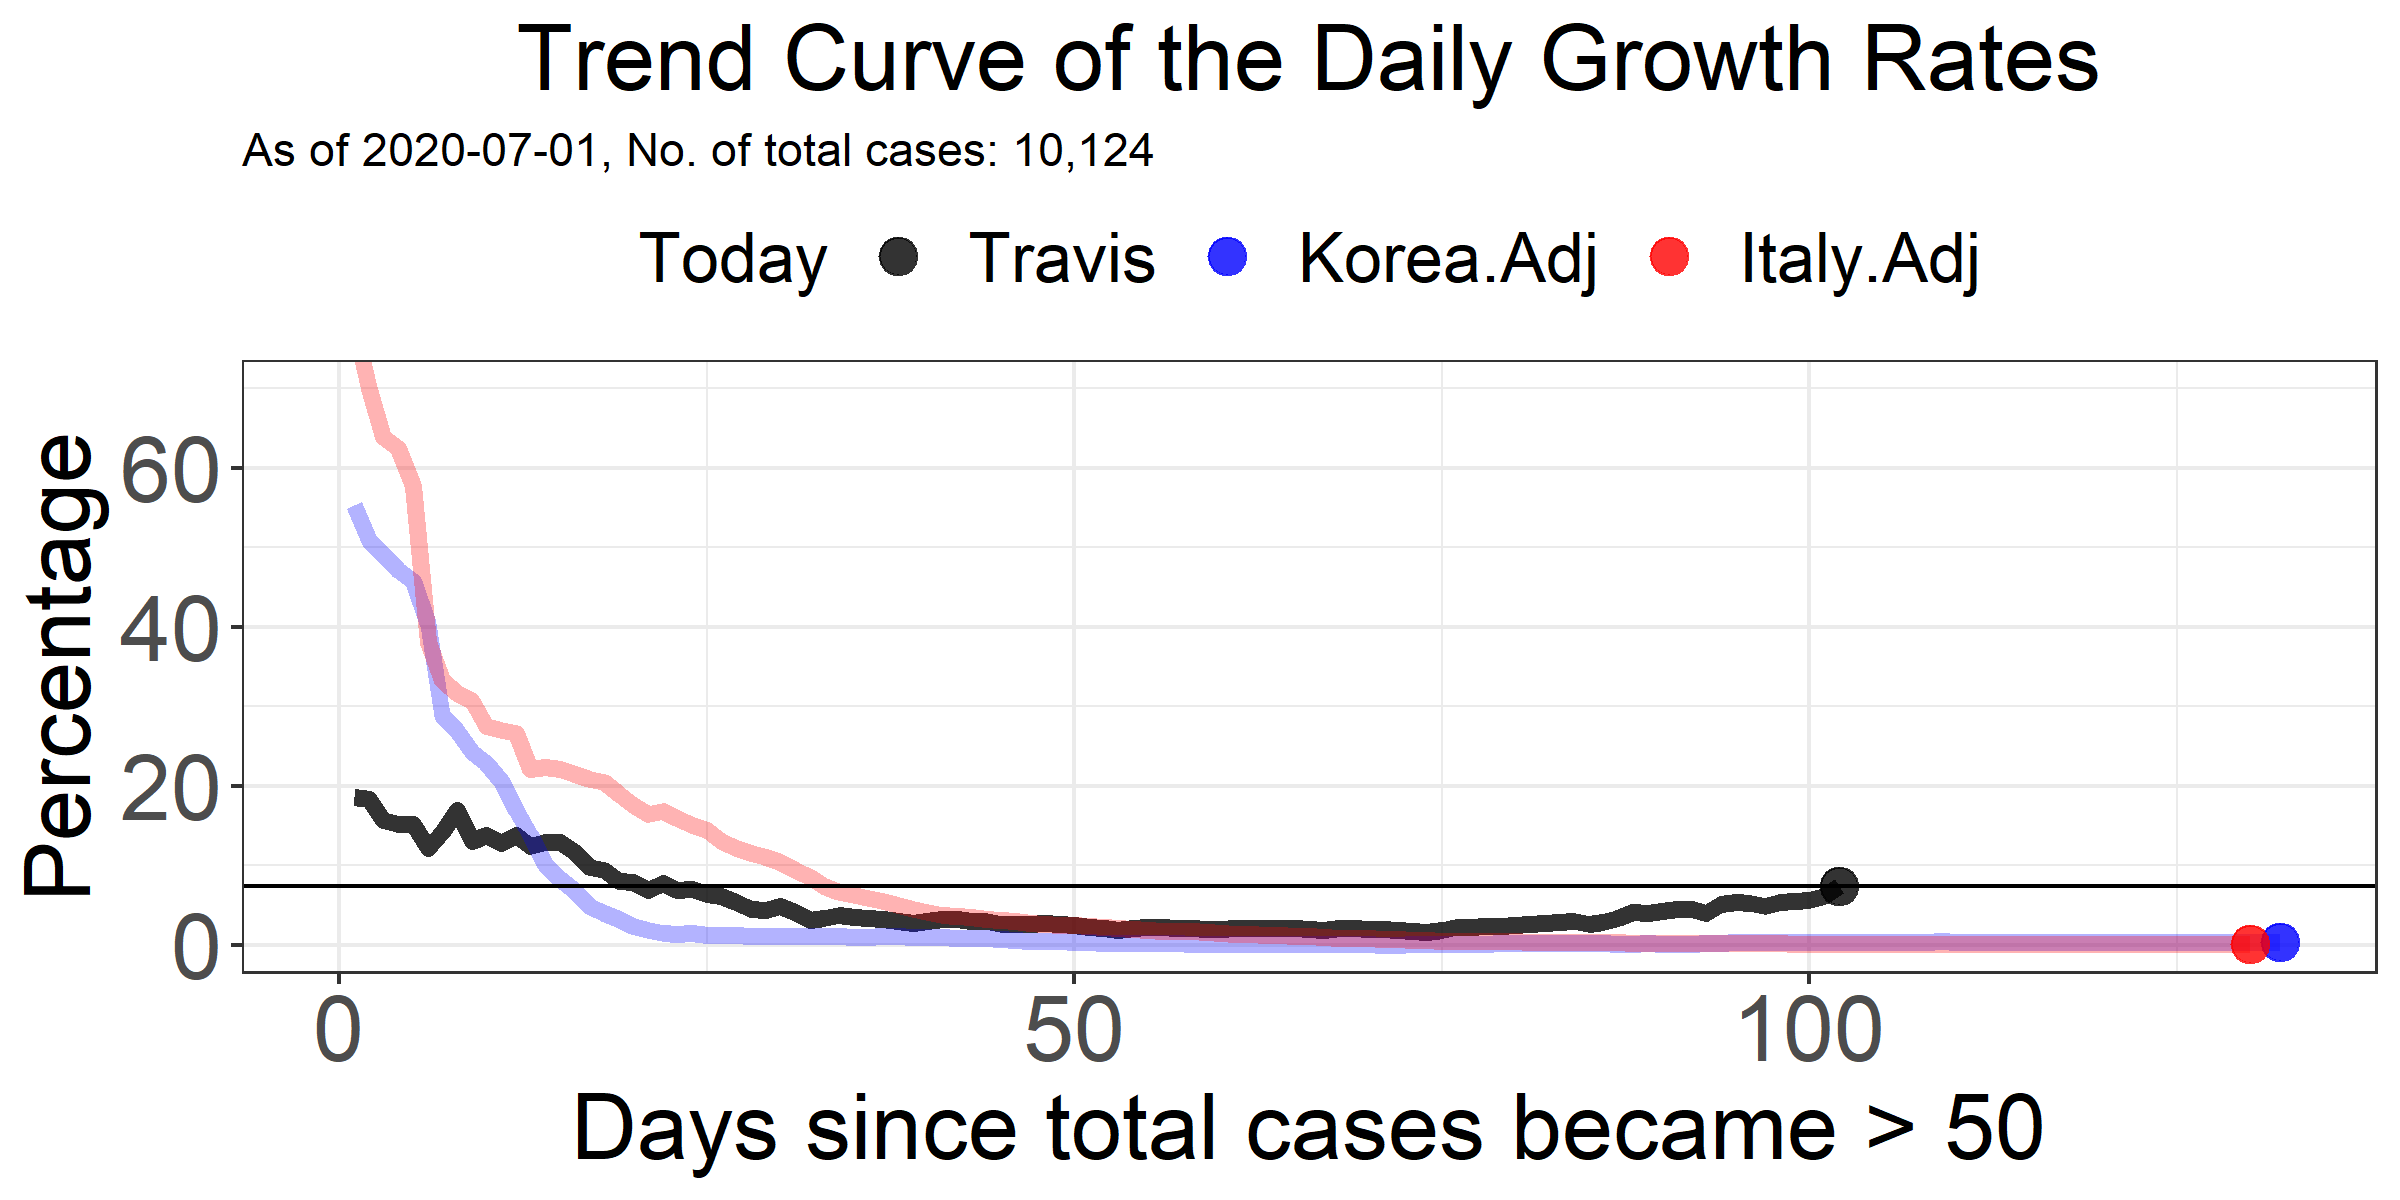 Trend Curve of the Daily Growth Rates
As of 2020-07-01, No. of total cases: 10,124
Today Travis Korea.Adj Italy.Adj
Percentage
60
40
20
0
0 50 100
Days since total cases became > 50